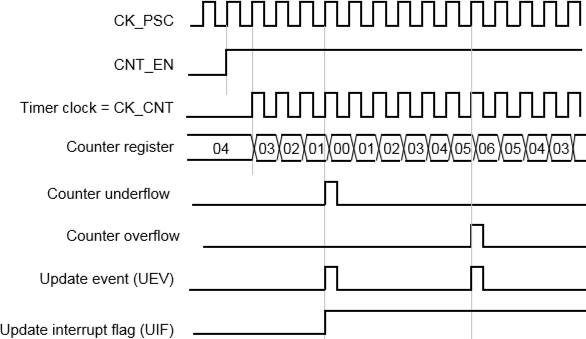 CK_PSC
CNT_EN
Timer clock = CK_CNT
Counter register 04 03 02 01 00 01 02 03 04 05 06 05 04 03
Counter underflow
Counter overflow
Update event (UEV)
Update interrupt flag (UIF)